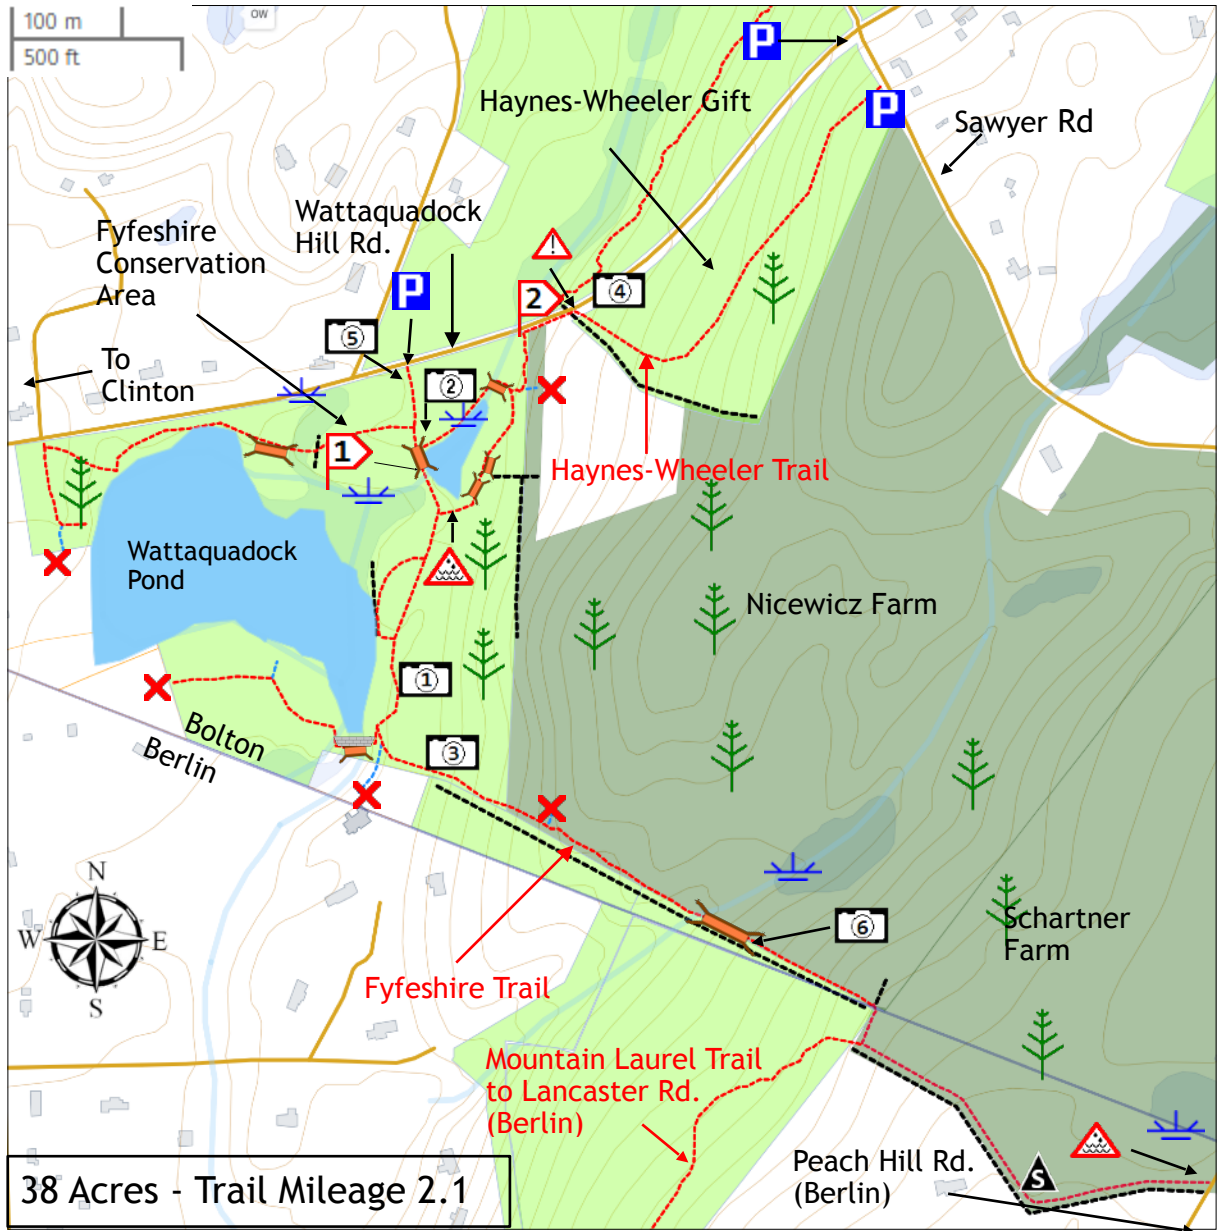 100 m
500 ft
OW
P
P
Haynes-Wheeler Gift
Sawyer Rd
Wattaquadock
Hill Rd.
Fyfeshire
Conservation
Area
!
P
2
4
5
To
Clinton
2
1
Haynes-Wheeler Trail
Wattaquadock
Pond
Nicewicz Farm
1
Bolton
Berlin
3
N
W
E
S
6
Schartner
Farm
Fyfeshire Trail
Mountain Laurel Trail
to Lancaster Rd.
(Berlin)
Peach Hill Rd.
(Berlin)
S
38 Acres - Trail Mileage 2.1